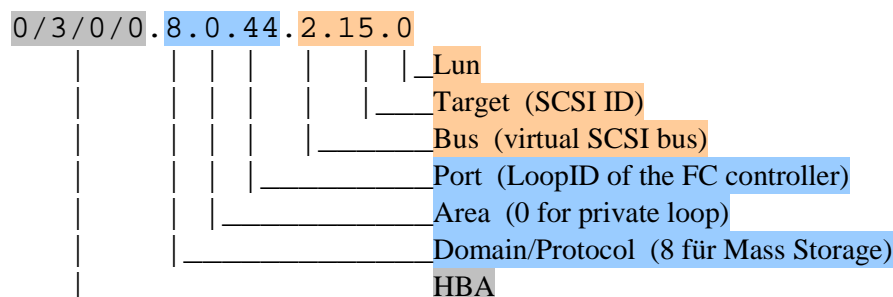 0/3/0/0.8.0.44.2.15.0
Lun
Target (SCSI ID)
Bus (virtual SCSI bus)
Port (LoopID of the FC controller)
Area (0 for private loop)
Domain/Protocol (8 für Mass Storage)
HBA